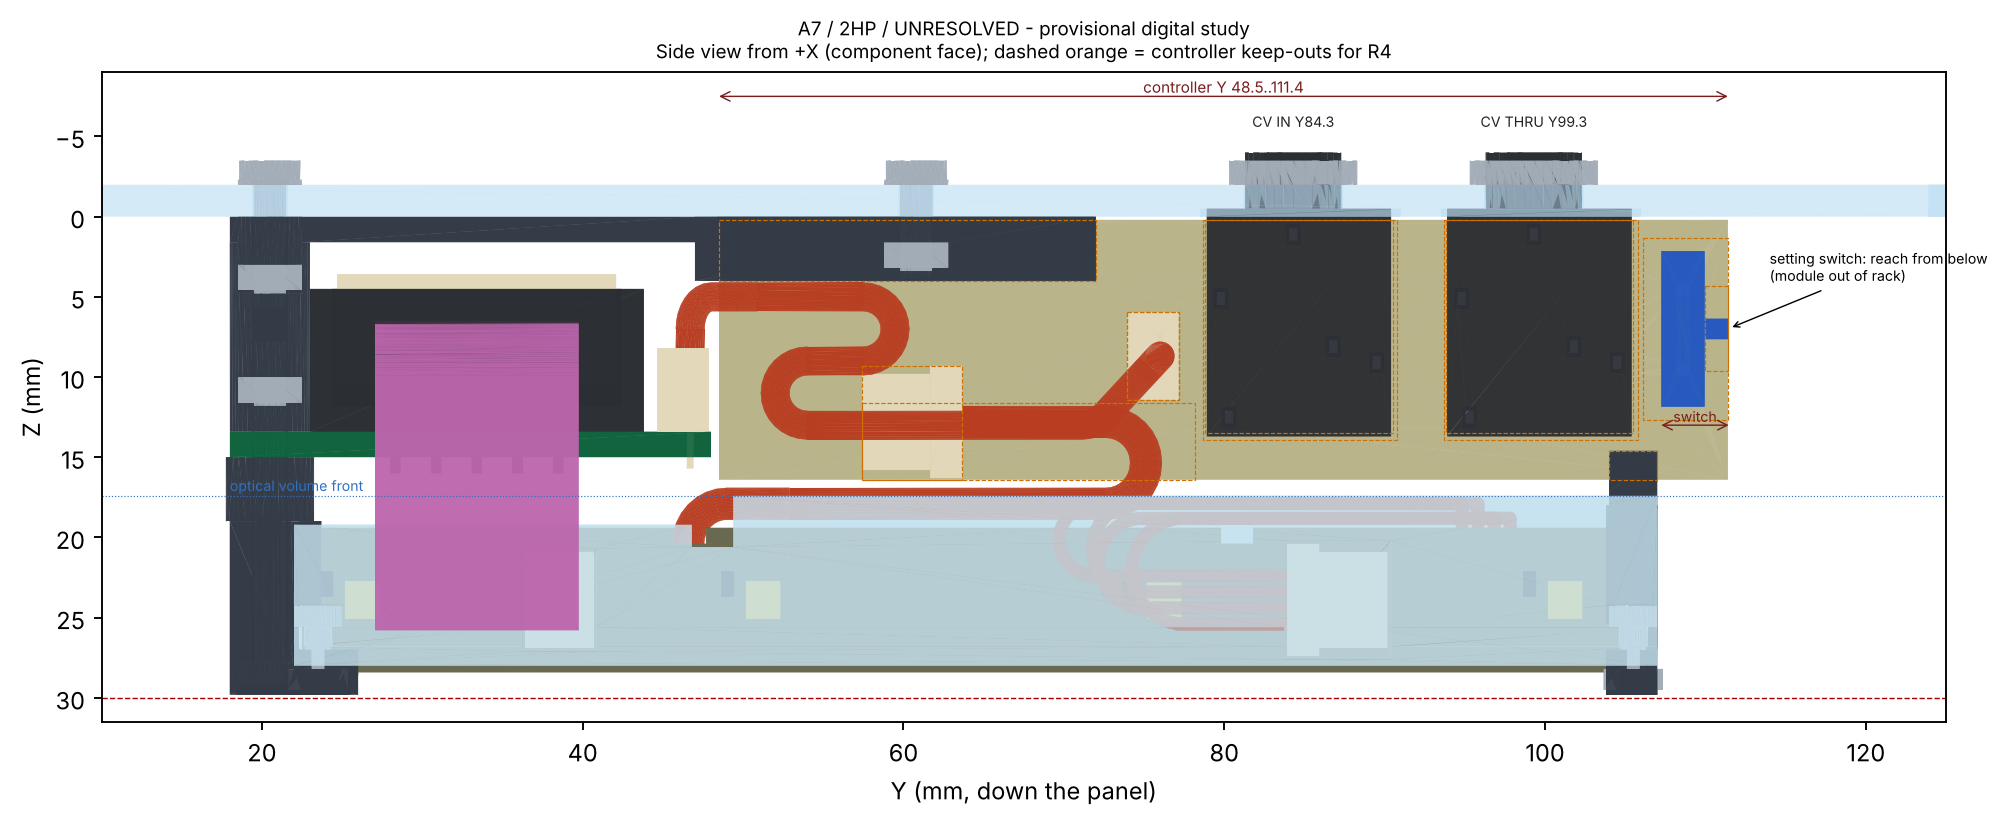 A7 / 2HP / UNRESOLVED - provisional digital study
Side view from +X (component face); dashed orange = controller keep-outs for R4
controller Y 48.5..111.4
CV IN Y84.3
CV THRU Y99.3
setting switch: reach from below
(module out of rack)
switch
optical volume front
−5
0
5
10
15
20
25
30
Z (mm)
20
40
60
80
100
120
Y (mm, down the panel)